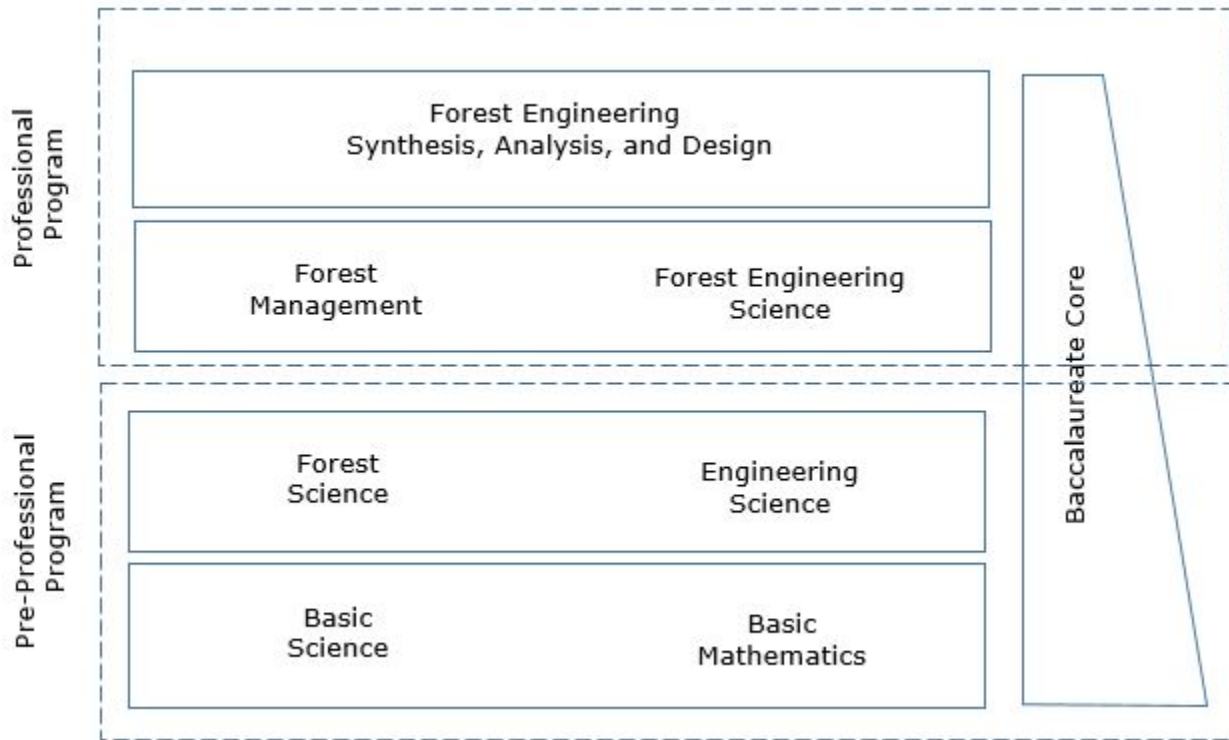 Professional
Program
Forest Engineering
Synthesis, Analysis, and Design
Forest
Management
Forest Engineering
Science
Baccalaureate Core
Pre-Professional
Program
Forest
Science
Engineering
Science
Basic
Science
Basic
Mathematics